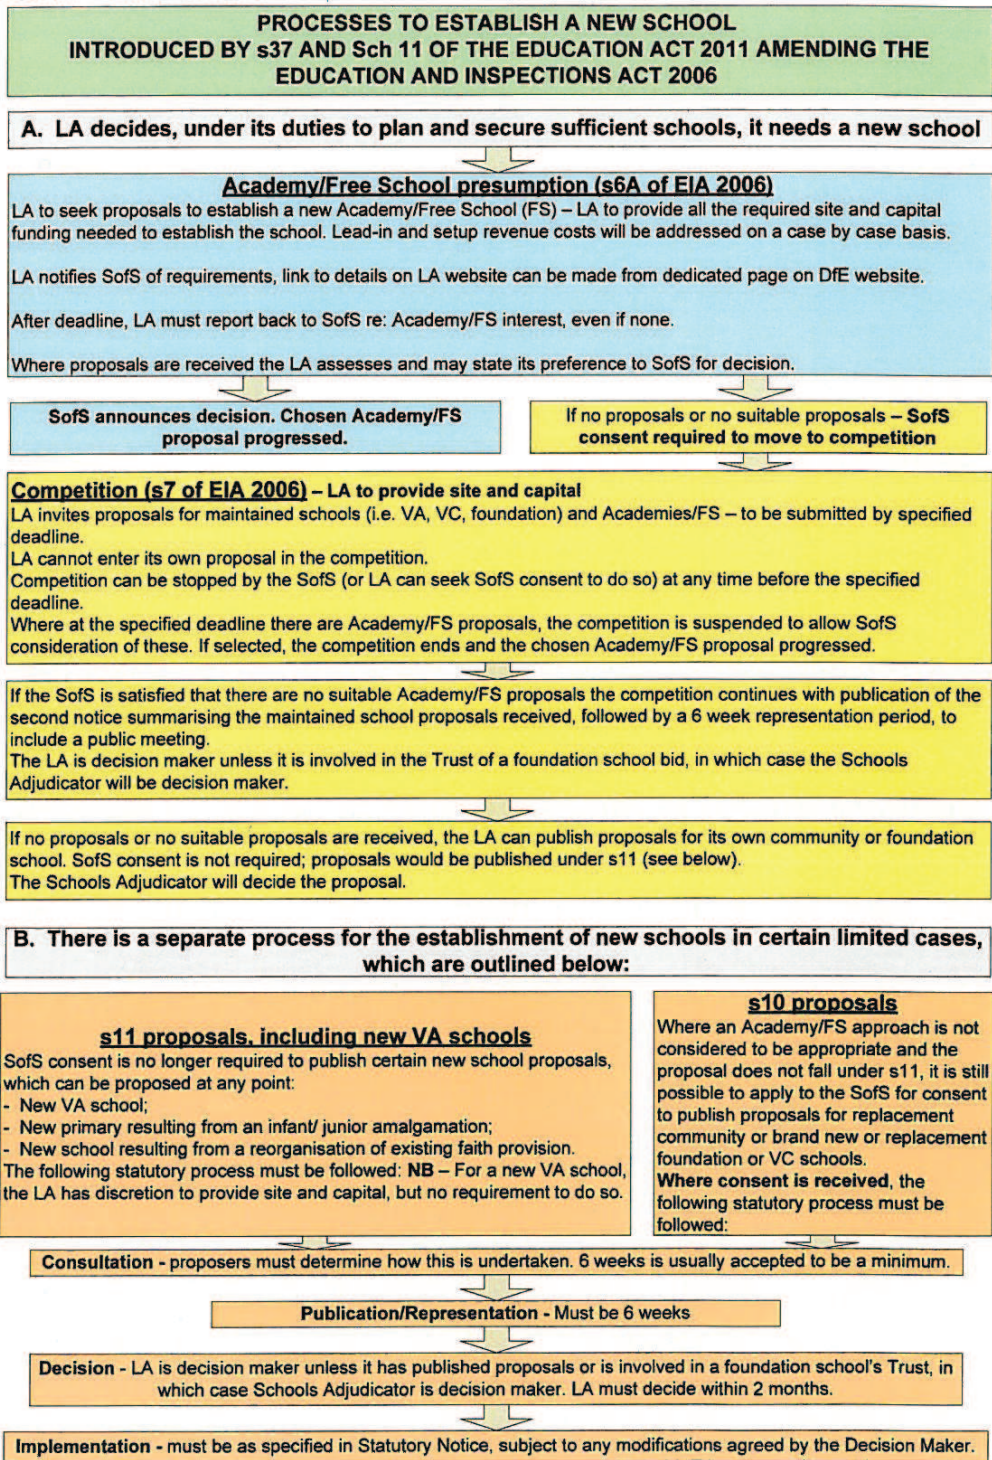 PROCESSES TO ESTABLISH A NEW SCHOOL
INTRODUCED BY s37 AND Sch 11 OF THE EDUCATION ACT 2011 AMENDING THE
EDUCATION AND INSPECTIONS ACT 2006
A. LA decides, under its duties to plan and secure sufficient schools, it needs a new school
Academy/Free School presumption (s6A of EIA 2006)
LA to seek proposals to establish a new Academy/Free School (FS) – LA to provide all the required site and capital
funding needed to establish the school. Lead-in and setup revenue costs will be addressed on a case by case basis.
LA notifies SofS of requirements, link to details on LA website can be made from dedicated page on DfE website.
After deadline, LA must report back to SofS re: Academy/FS interest, even if none.
Where proposals are received the LA assesses and may state its preference to SofS for decision.
SofS announces decision. Chosen Academy/FS
proposal progressed.
If no proposals or no suitable proposals – SofS
consent required to move to competition
Competition (s7 of EIA 2006) – LA to provide site and capital
LA invites proposals for maintained schools (i.e. VA, VC, foundation) and Academies/FS – to be submitted by specified
deadline.
LA cannot enter its own proposal in the competition.
Competition can be stopped by the SofS (or LA can seek SofS consent to do so) at any time before the specified
deadline.
Where at the specified deadline there are Academy/FS proposals, the competition is suspended to allow SofS
consideration of these. If selected, the competition ends and the chosen Academy/FS proposal progressed.
If the SofS is satisfied that there are no suitable Academy/FS proposals the competition continues with publication of the
second notice summarising the maintained school proposals received, followed by a 6 week representation period, to
include a public meeting.
The LA is decision maker unless it is involved in the Trust of a foundation school bid, in which case the Schools
Adjudicator will be decision maker.
If no proposals or no suitable proposals are received, the LA can publish proposals for its own community or foundation
school. SofS consent is not required; proposals would be published under s11 (see below).
The Schools Adjudicator will decide the proposal.
B. There is a separate process for the establishment of new schools in certain limited cases,
which are outlined below:
s11 proposals, including new VA schools
SofS consent is no longer required to publish certain new school proposals,
which can be proposed at any point:
- New VA school;
- New primary resulting from an infant/ junior amalgamation;
- New school resulting from a reorganisation of existing faith provision.
The following statutory process must be followed: NB – For a new VA school,
the LA has discretion to provide site and capital, but no requirement to do so.
s10 proposals
Where an Academy/FS approach is not
considered to be appropriate and the
proposal does not fall under s11, it is still
possible to apply to the SofS for consent
to publish proposals for replacement
community or brand new or replacement
foundation or VC schools.
Where consent is received, the
following statutory process must be
followed:
Consultation - proposers must determine how this is undertaken. 6 weeks is usually accepted to be a minimum.
Publication/Representation - Must be 6 weeks
Decision - LA is decision maker unless it has published proposals or is involved in a foundation school's Trust, in
which case Schools Adjudicator is decision maker. LA must decide within 2 months.
Implementation - must be as specified in Statutory Notice, subject to any modifications agreed by the Decision Maker.